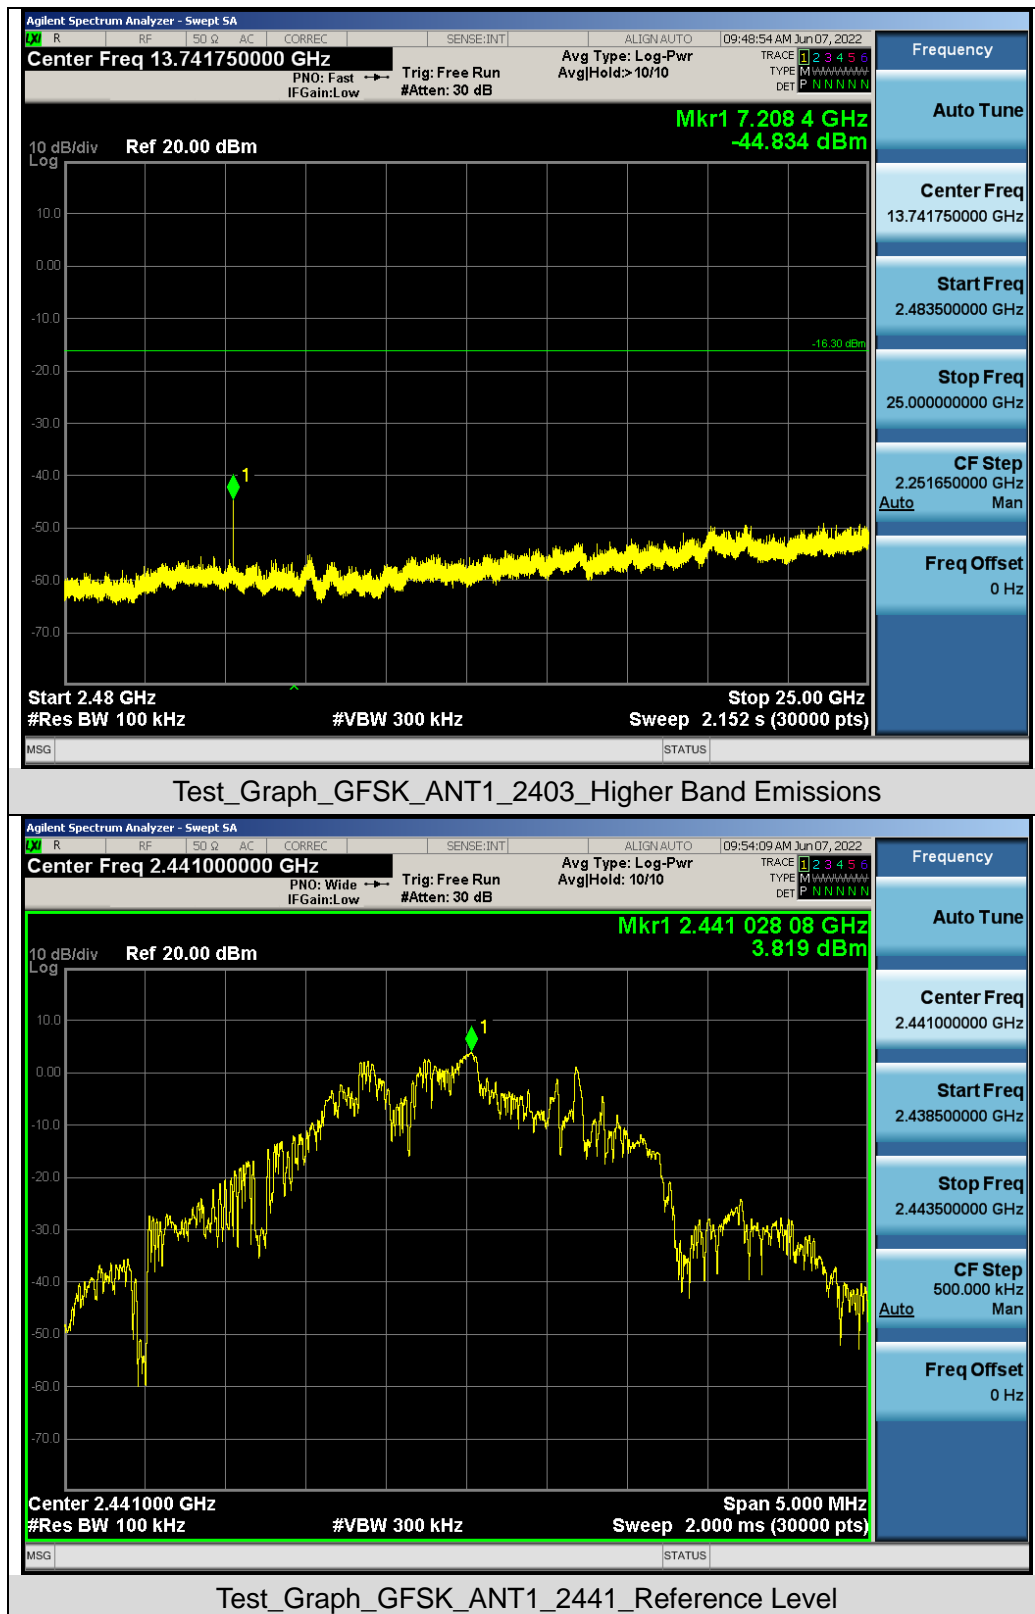 Agilent Spectrum Analyzer - Swept SA
LXI R RF 50 Ω AC CORREC SENSE:INT ALIGN AUTO 09:48:54 AM Jun 07, 2022
Center Freq 13.741750000 GHz Avg Type: Log-Pwr TRACE 1 2 3 4 5 6
PNO: Fast Trig: Free Run Avg|Hold:> 10/10 TYPE M
IFGain:Low #Atten: 30 dB DET P N N N N N
Mkr1 7.208 4 GHz
-44.834 dBm
10 dB/div Ref 20.00 dBm
Log
10.0
0.00
-10.0
-16.30 dBm
-20.0
-30.0
-40.0
1
-50.0
-60.0
-70.0
Start 2.48 GHz Stop 25.00 GHz
#Res BW 100 kHz #VBW 300 kHz Sweep 2.152 s (30000 pts)
MSG STATUS
Frequency
Auto Tune
Center Freq
13.741750000 GHz
Start Freq
2.483500000 GHz
Stop Freq
25.000000000 GHz
CF Step
2.251650000 GHz
Auto Man
Freq Offset
0 Hz
Test_Graph_GFSK_ANT1_2403_Higher Band Emissions
Agilent Spectrum Analyzer - Swept SA
LXI R RF 50 Ω AC CORREC SENSE:INT ALIGN AUTO 09:54:09 AM Jun 07, 2022
Center Freq 2.441000000 GHz Avg Type: Log-Pwr TRACE 1 2 3 4 5 6
PNO: Wide Trig: Free Run Avg|Hold: 10/10 TYPE M
IFGain:Low #Atten: 30 dB DET P N N N N N
Mkr1 2.441 028 08 GHz
3.819 dBm
10 dB/div Ref 20.00 dBm
Log
10.0
1
0.00
-10.0
-20.0
-30.0
-40.0
-50.0
-60.0
-70.0
Center 2.441000 GHz Span 5.000 MHz
#Res BW 100 kHz #VBW 300 kHz Sweep 2.000 ms (30000 pts)
MSG STATUS
Frequency
Auto Tune
Center Freq
2.441000000 GHz
Start Freq
2.438500000 GHz
Stop Freq
2.443500000 GHz
CF Step
500.000 kHz
Auto Man
Freq Offset
0 Hz
Test_Graph_GFSK_ANT1_2441_Reference Level